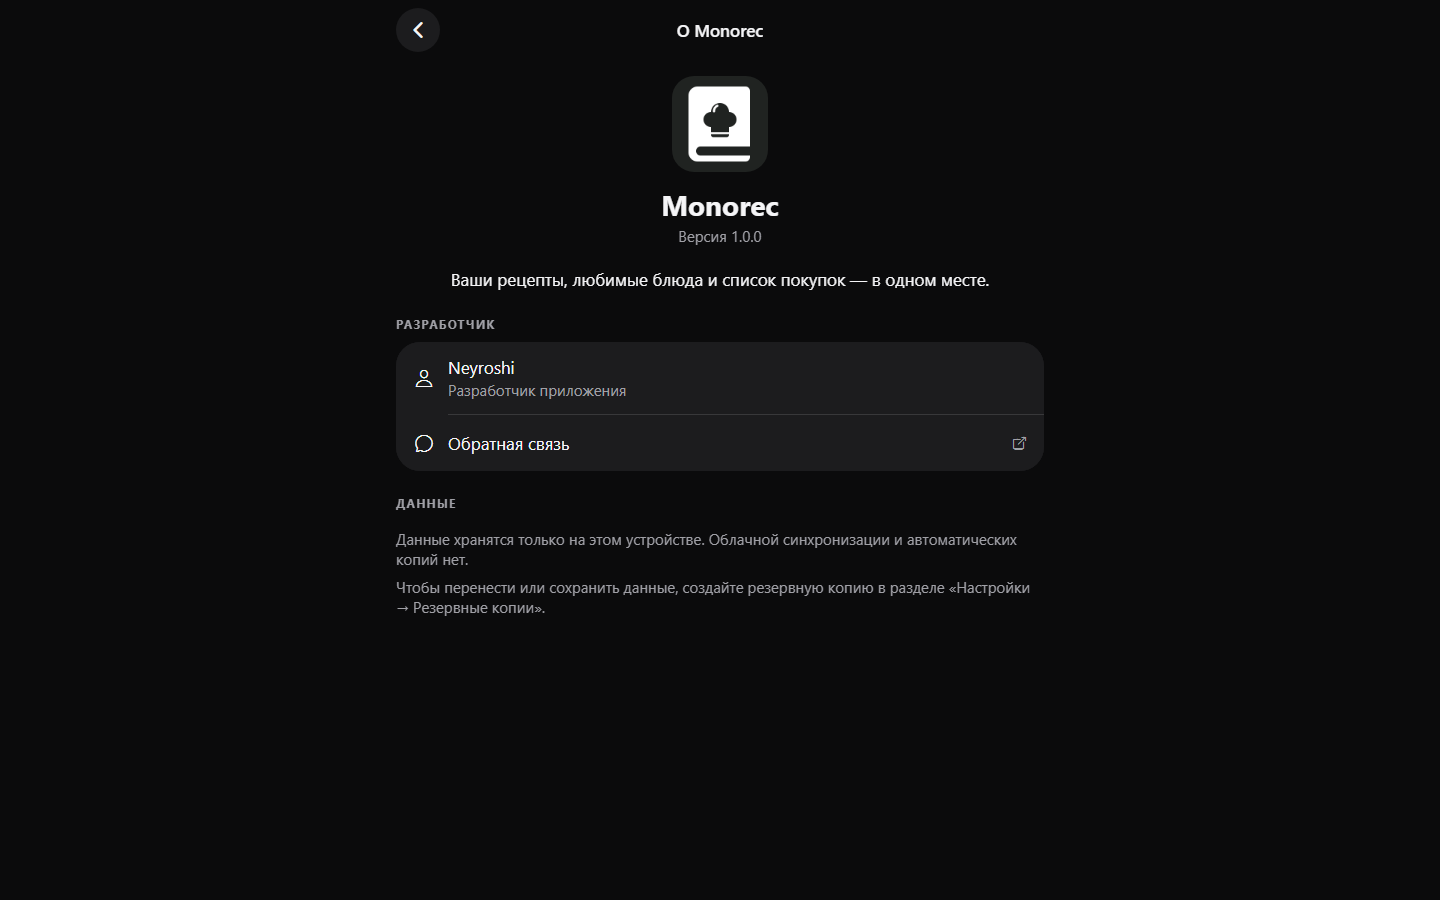 О Monorec
Monorec
Версия 1.0.0
Ваши рецепты, любимые блюда и список покупок — в одном месте.
РАЗРАБОТЧИК
Neyroshi
Разработчик приложения
Обратная связь
ДАННЫЕ
Данные хранятся только на этом устройстве. Облачной синхронизации и автоматических
копий нет.
Чтобы перенести или сохранить данные, создайте резервную копию в разделе «Настройки
→ Резервные копии».